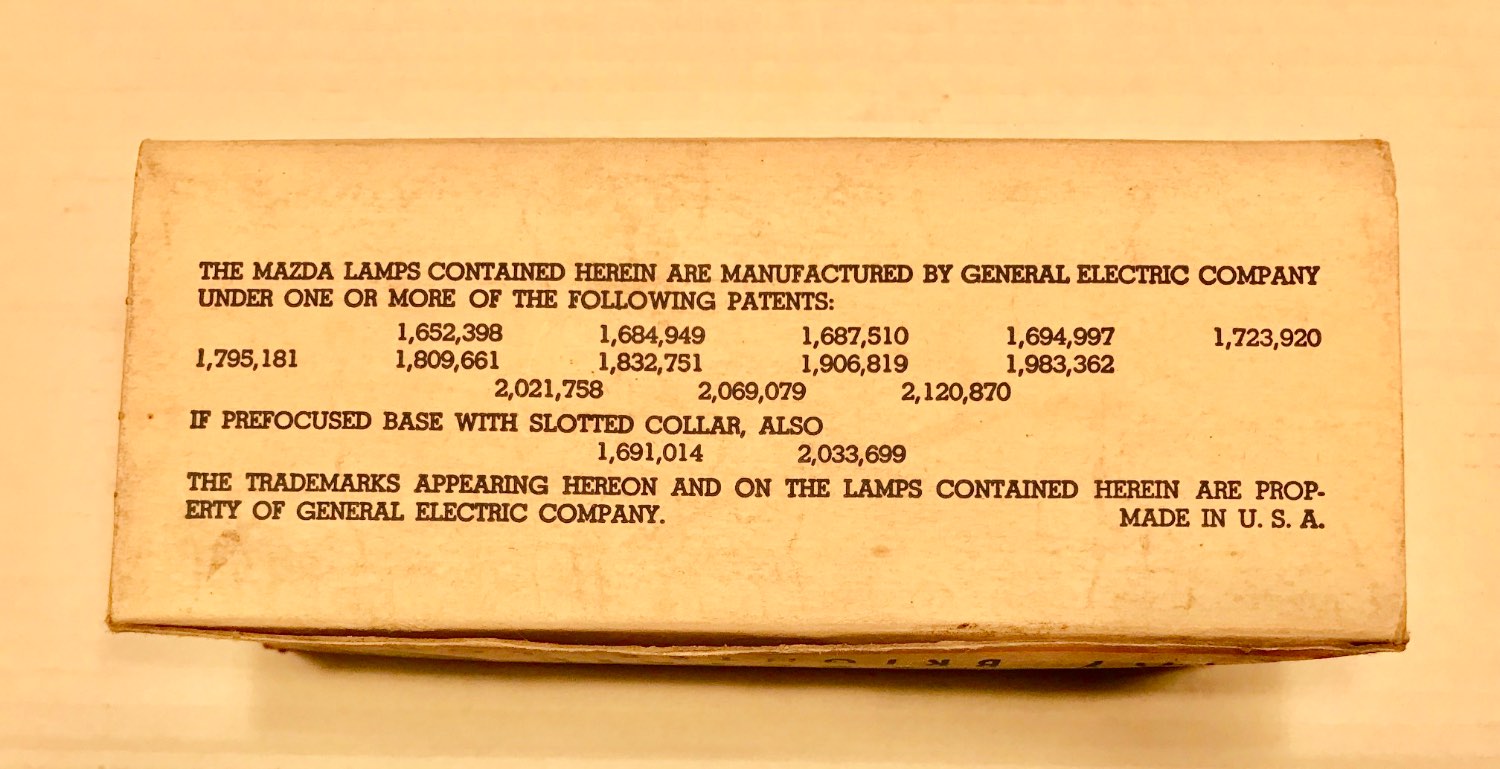 THE MAZDA LAMPS CONTAINED HEREIN ARE MANUFACTURED BY GENERAL ELECTRIC COMPANY
UNDER ONE OR MORE OF THE FOLLOWING PATENTS:
1,652,398 1,684,949 1,687,510 1,694,997 1,723,920
1,795,181 1,809,661 1,832,751 1,906,819 1,983,362
2,021,758 2,069,079 2,120,870
IF PREFOCUSED BASE WITH SLOTTED COLLAR, ALSO
1,691,014 2,033,699
THE TRADEMARKS APPEARING HEREON AND ON THE LAMPS CONTAINED HEREIN ARE PROP-
ERTY OF GENERAL ELECTRIC COMPANY. MADE IN U. S. A.